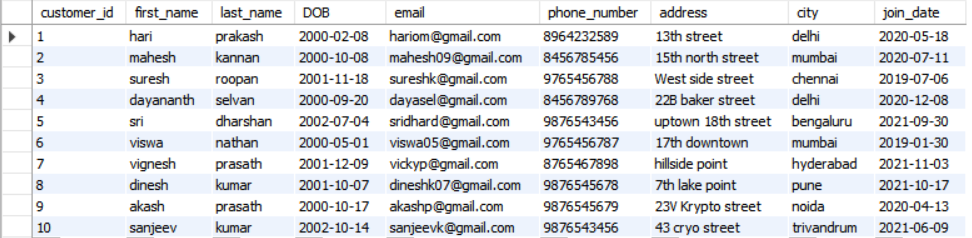 customer_id first_name last_name DOB email phone_number address city join_date
1 hari prakash 2000-02-08 hariom@gmail.com 8964232589 13th street delhi 2020-05-18
2 mahesh kannan 2000-10-08 mahesh09@gmail.com 8456785456 15th north street mumbai 2020-07-11
3 suresh roopan 2001-11-18 sureshk@gmail.com 9765456788 West side street chennai 2019-07-06
4 dayananth selvan 2000-09-20 dayasel@gmail.com 8456789768 22B baker street delhi 2020-12-08
5 sri dharshan 2002-07-04 sridhard@gmail.com 9876543456 uptown 18th street bengaluru 2021-09-30
6 viswa nathan 2000-05-01 viswa05@gmail.com 9765456787 17th downtown mumbai 2019-01-30
7 vignesh prasath 2001-12-09 vickyp@gmail.com 8765467898 hillside point hyderabad 2021-11-03
8 dinesh kumar 2001-10-07 dineshk07@gmail.com 9876545678 7th lake point pune 2021-10-17
9 akash prasath 2000-10-17 akashp@gmail.com 9876545679 23V Krypto street noida 2020-04-13
10 sanjeev kumar 2002-10-14 sanjeevk@gmail.com 9876543456 43 cryo street trivandrum 2021-06-09